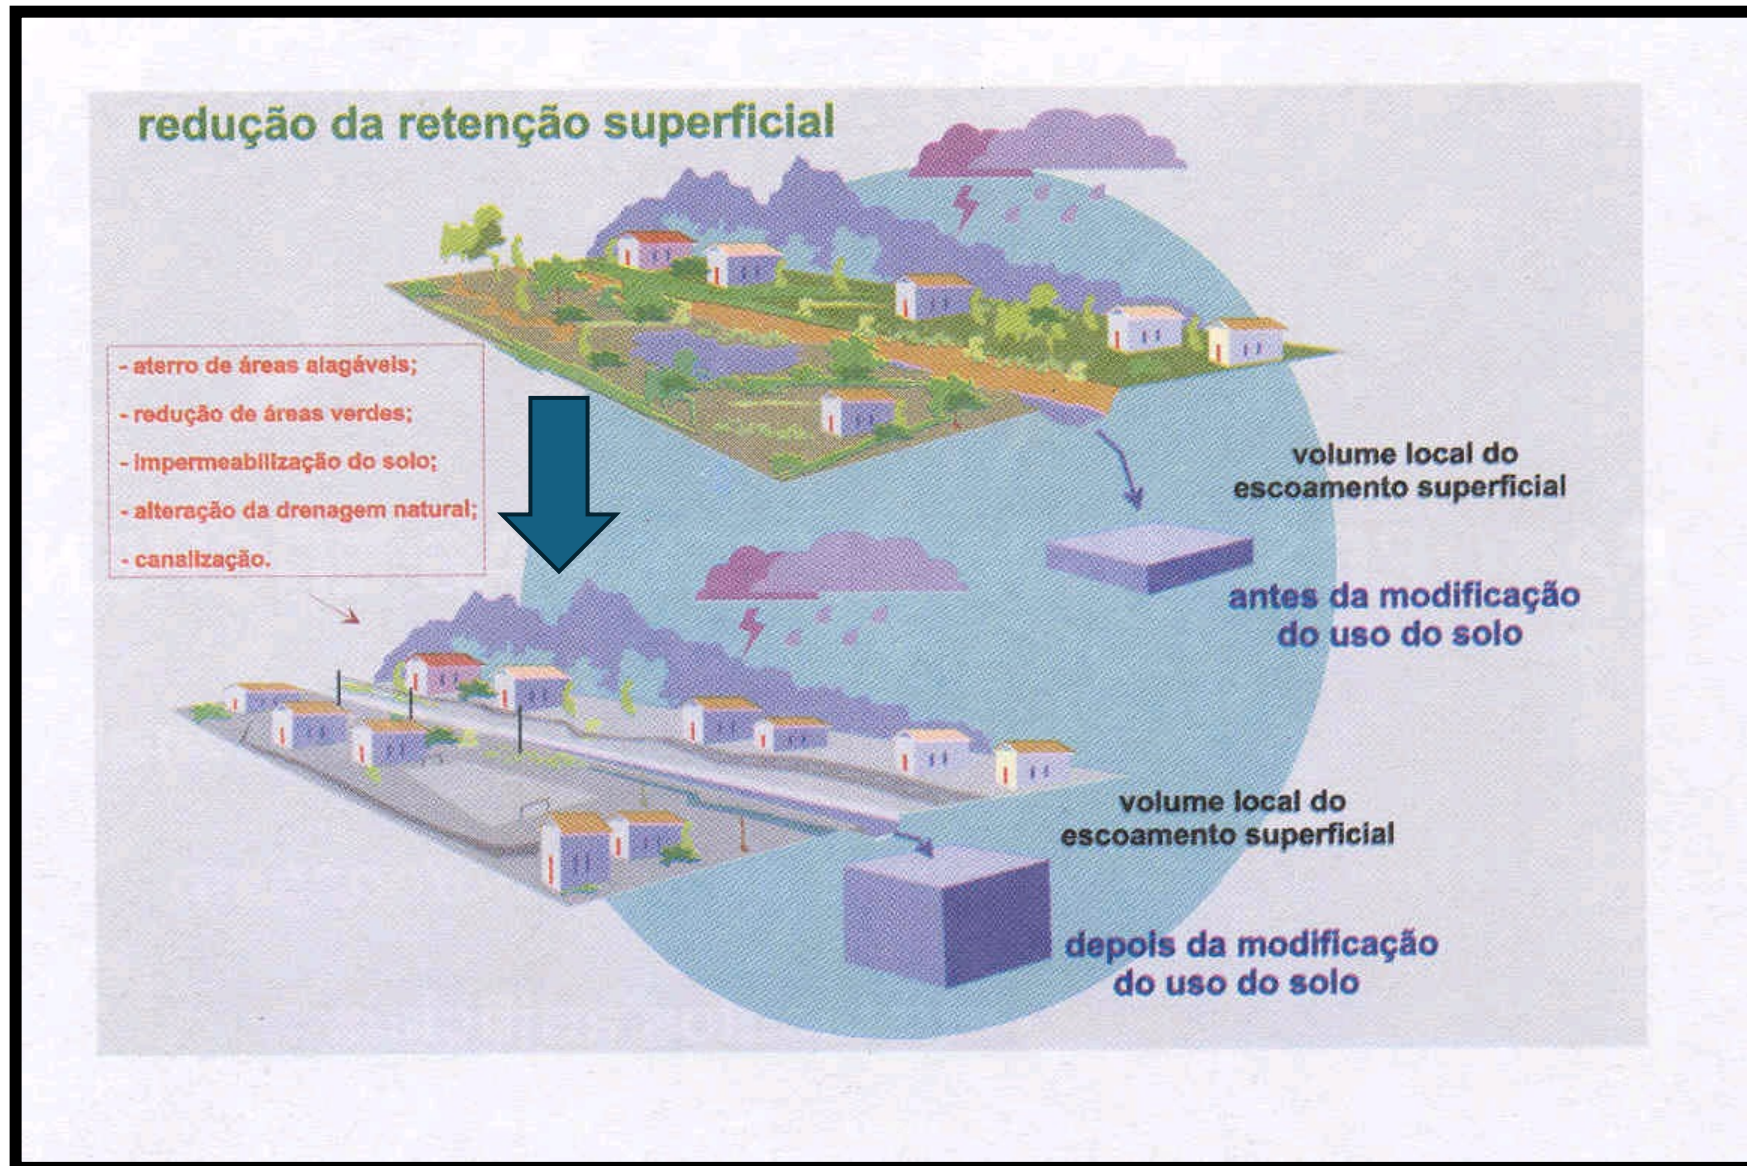 redução da retenção superficial
- aterro de áreas alagáveis;
- redução de áreas verdes;
- impermeabilização do solo;
- alteração da drenagem natural;
- canalização.
volume local do
escoamento superficial
antes da modificação
do uso do solo
volume local do
escoamento superficial
depois da modificação
do uso do solo